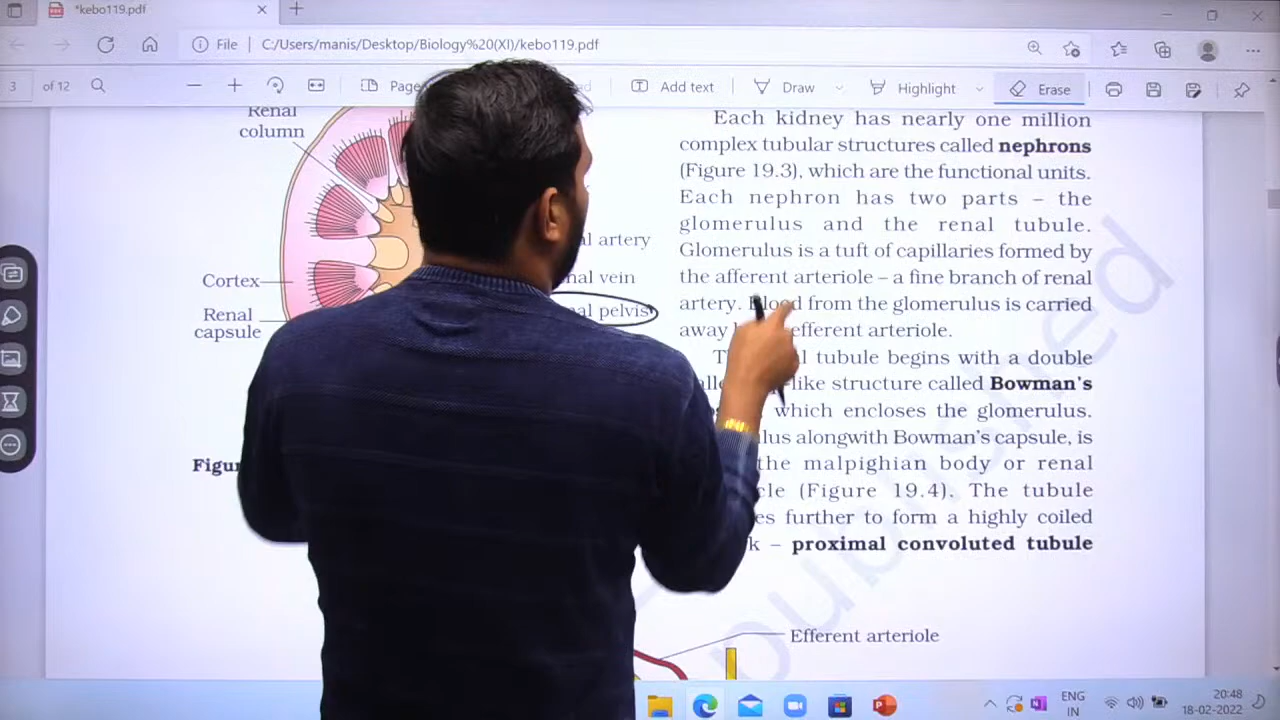 *kebo119.pdf
File
C:/Users/manis/Desktop/Biology%20(XI)/kebo119.pdf
3 of 12
Page
Add text
Draw
Highlight
Erase
Renal
column
Cortex
Renal
capsule
artery
vein
pelvis
Each kidney has nearly one million
complex tubular structures called nephrons
(Figure 19.3), which are the functional units.
Each nephron has two parts – the
glomerulus and the renal tubule.
Glomerulus is a tuft of capillaries formed by
the afferent arteriole – a fine branch of renal
artery. Blood from the glomerulus is carried
away efferent arteriole.
tubule begins with a double
-like structure called Bowman's
which encloses the glomerulus.
alongwith Bowman's capsule, is
the malpighian body or renal
(Figure 19.4). The tubule
further to form a highly coiled
– proximal convoluted tubule
Efferent arteriole
published
ENG
IN
20:48
18-02-2022